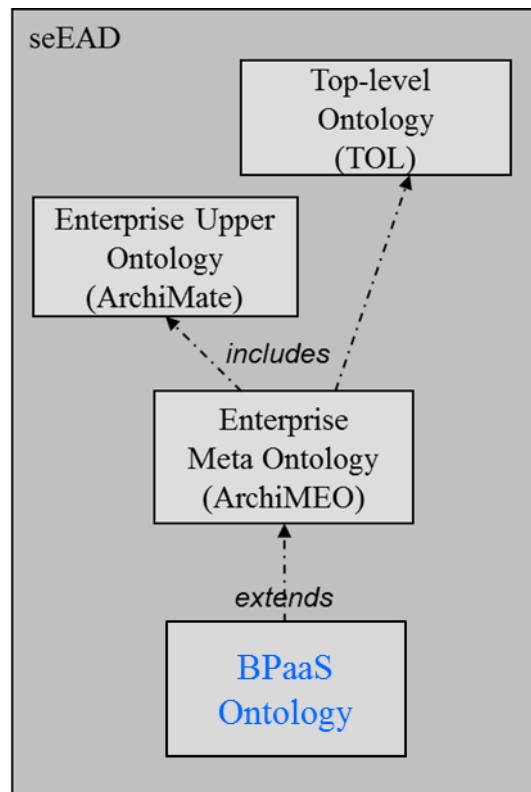 seEAD
Top-level
Ontology
(TOL)
Enterprise Upper
Ontology
(ArchiMate)
includes
Enterprise
Meta Ontology
(ArchiMEO)
extends
BPaaS
Ontology